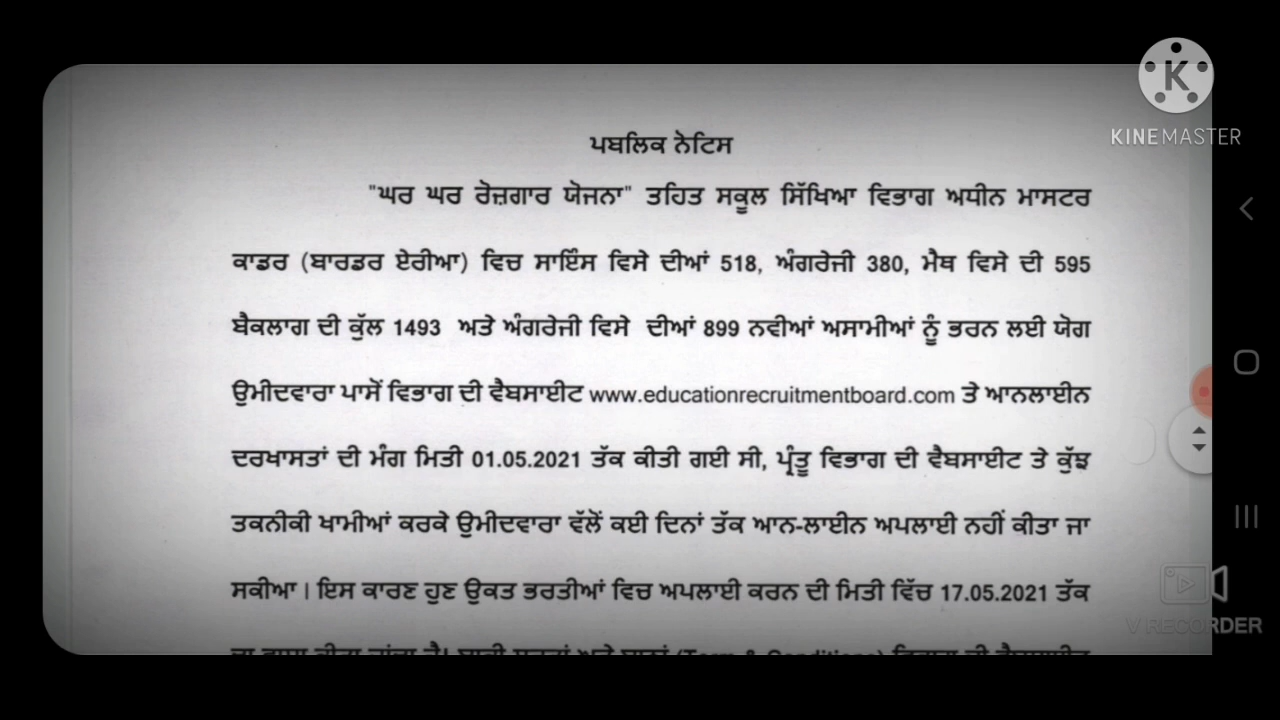 ਪਬਲਿਕ ਨੋਟਿਸ
"ਘਰ ਘਰ ਰੋਜ਼ਗਾਰ ਯੋਜਨਾ" ਤਹਿਤ ਸਕੂਲ ਸਿੱਖਿਆ ਵਿਭਾਗ ਅਧੀਨ ਮਾਸਟਰ
ਕਾਡਰ (ਬਾਰਡਰ ਏਰੀਆ) ਵਿਚ ਸਾਇੰਸ ਵਿਸੇ ਦੀਆਂ 518, ਅੰਗਰੇਜੀ 380, ਮੈਥ ਵਿਸੇ ਦੀ 595
ਬੈਕਲਾਗ ਦੀ ਕੁੱਲ 1493 ਅਤੇ ਅੰਗਰੇਜੀ ਵਿਸੇ ਦੀਆਂ 899 ਨਵੀਆਂ ਅਸਾਮੀਆਂ ਨੂੰ ਭਰਨ ਲਈ ਯੋਗ
ਉਮੀਦਵਾਰਾ ਪਾਸੋਂ ਵਿਭਾਗ ਦੀ ਵੈਬਸਾਈਟ www.educationrecruitmentboard.com ਤੇ ਆਨਲਾਈਨ
ਦਰਖਾਸਤਾਂ ਦੀ ਮੰਗ ਮਿਤੀ 01.05.2021 ਤੱਕ ਕੀਤੀ ਗਈ ਸੀ, ਪ੍ਰੰਤੂ ਵਿਭਾਗ ਦੀ ਵੈਬਸਾਈਟ ਤੇ ਕੁੱਝ
ਤਕਨੀਕੀ ਖਾਮੀਆਂ ਕਰਕੇ ਉਮੀਦਵਾਰਾ ਵੱਲੋਂ ਕਈ ਦਿਨਾਂ ਤੱਕ ਆਨ-ਲਾਈਨ ਅਪਲਾਈ ਨਹੀਂ ਕੀਤਾ ਜਾ
ਸਕੀਆ। ਇਸ ਕਾਰਣ ਹੁਣ ਉਕਤ ਭਰਤੀਆਂ ਵਿਚ ਅਪਲਾਈ ਕਰਨ ਦੀ ਮਿਤੀ ਵਿੱਚ 17.05.2021 ਤੱਕ
K
KINEMASTER
V RECORDER